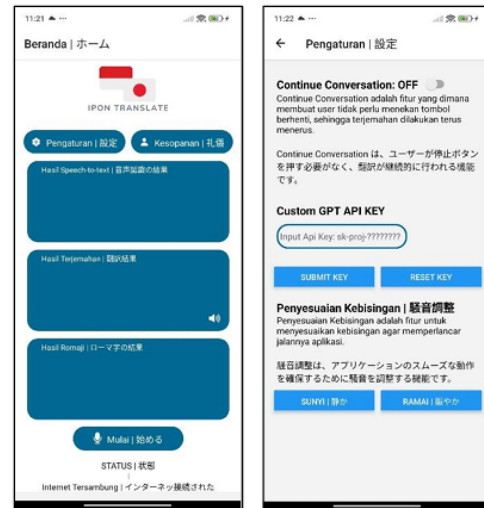 11:21
Beranda | ホーム
IPON TRANSLATE
Pengaturan | 設定
Kesopanan | 礼儀
Hasil Speech-to-text | 音声認識の結果
Hasil Terjemahan | 翻訳結果
Hasil Romaji | ローマ字の結果
Mulai | 始める
STATUS | 状態
Internet Tersambung | インターネッ接続された
11:22
Pengaturan | 設定
Continue Conversation: OFF
Continue Conversation adalah fitur yang dimana
membuat user tidak perlu menekan tombol
berhenti, sehingga terjemahan dilakukan terus
menerus.
Continue Conversation は、ユーザーが停止ボタン
を押す必要がなく、翻訳が継続的に行われる機能
です。
Custom GPT API KEY
Input Api Key: sk-proj-????????
SUBMIT KEY
RESET KEY
Penyesuaian Kebisingan | 騒音調整
Penyesuaian Kebisingan adalah fitur untuk
menyesuaikan kebisingan agar memperlancar
jalannya aplikasi.
騒音調整は、アプリケーションのスムーズな動作
を確保するために騒音を調整する機能です。
SUNYI | 静か
RAMAI | 賑やか